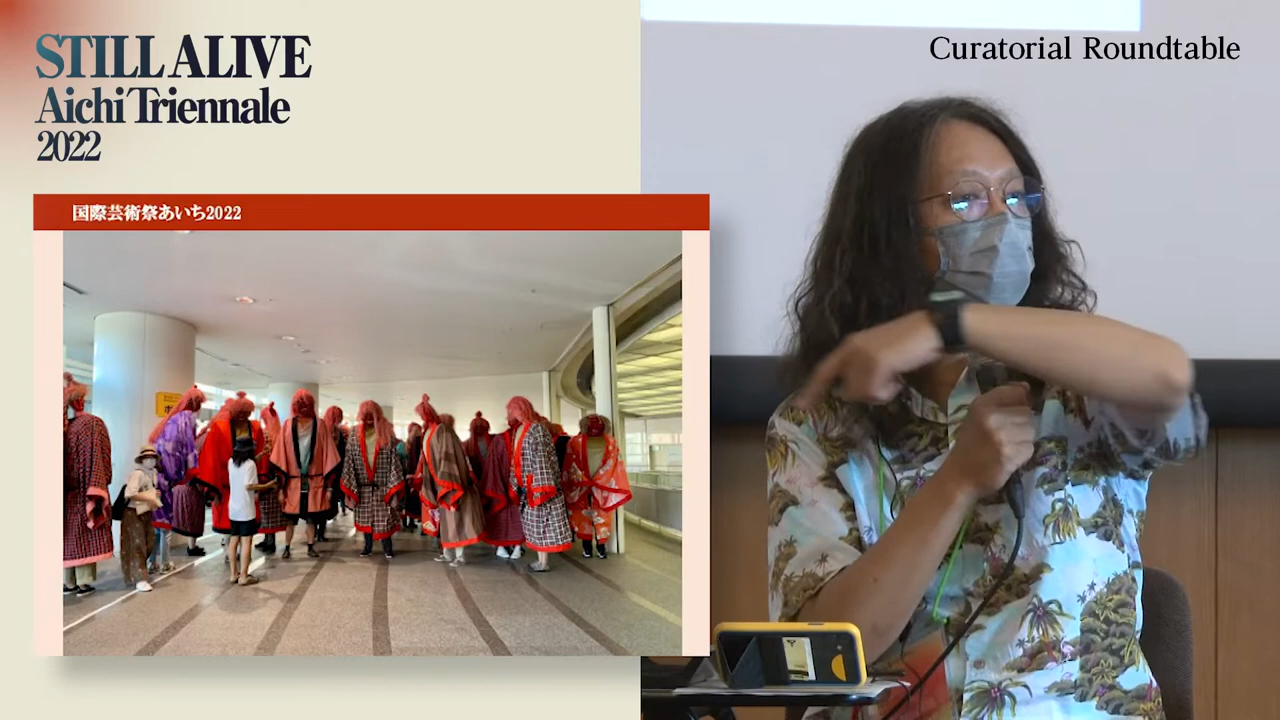 STILL ALIVE
Aichi Triennale
2022
Curatorial Roundtable
国際芸術祭あいち2022